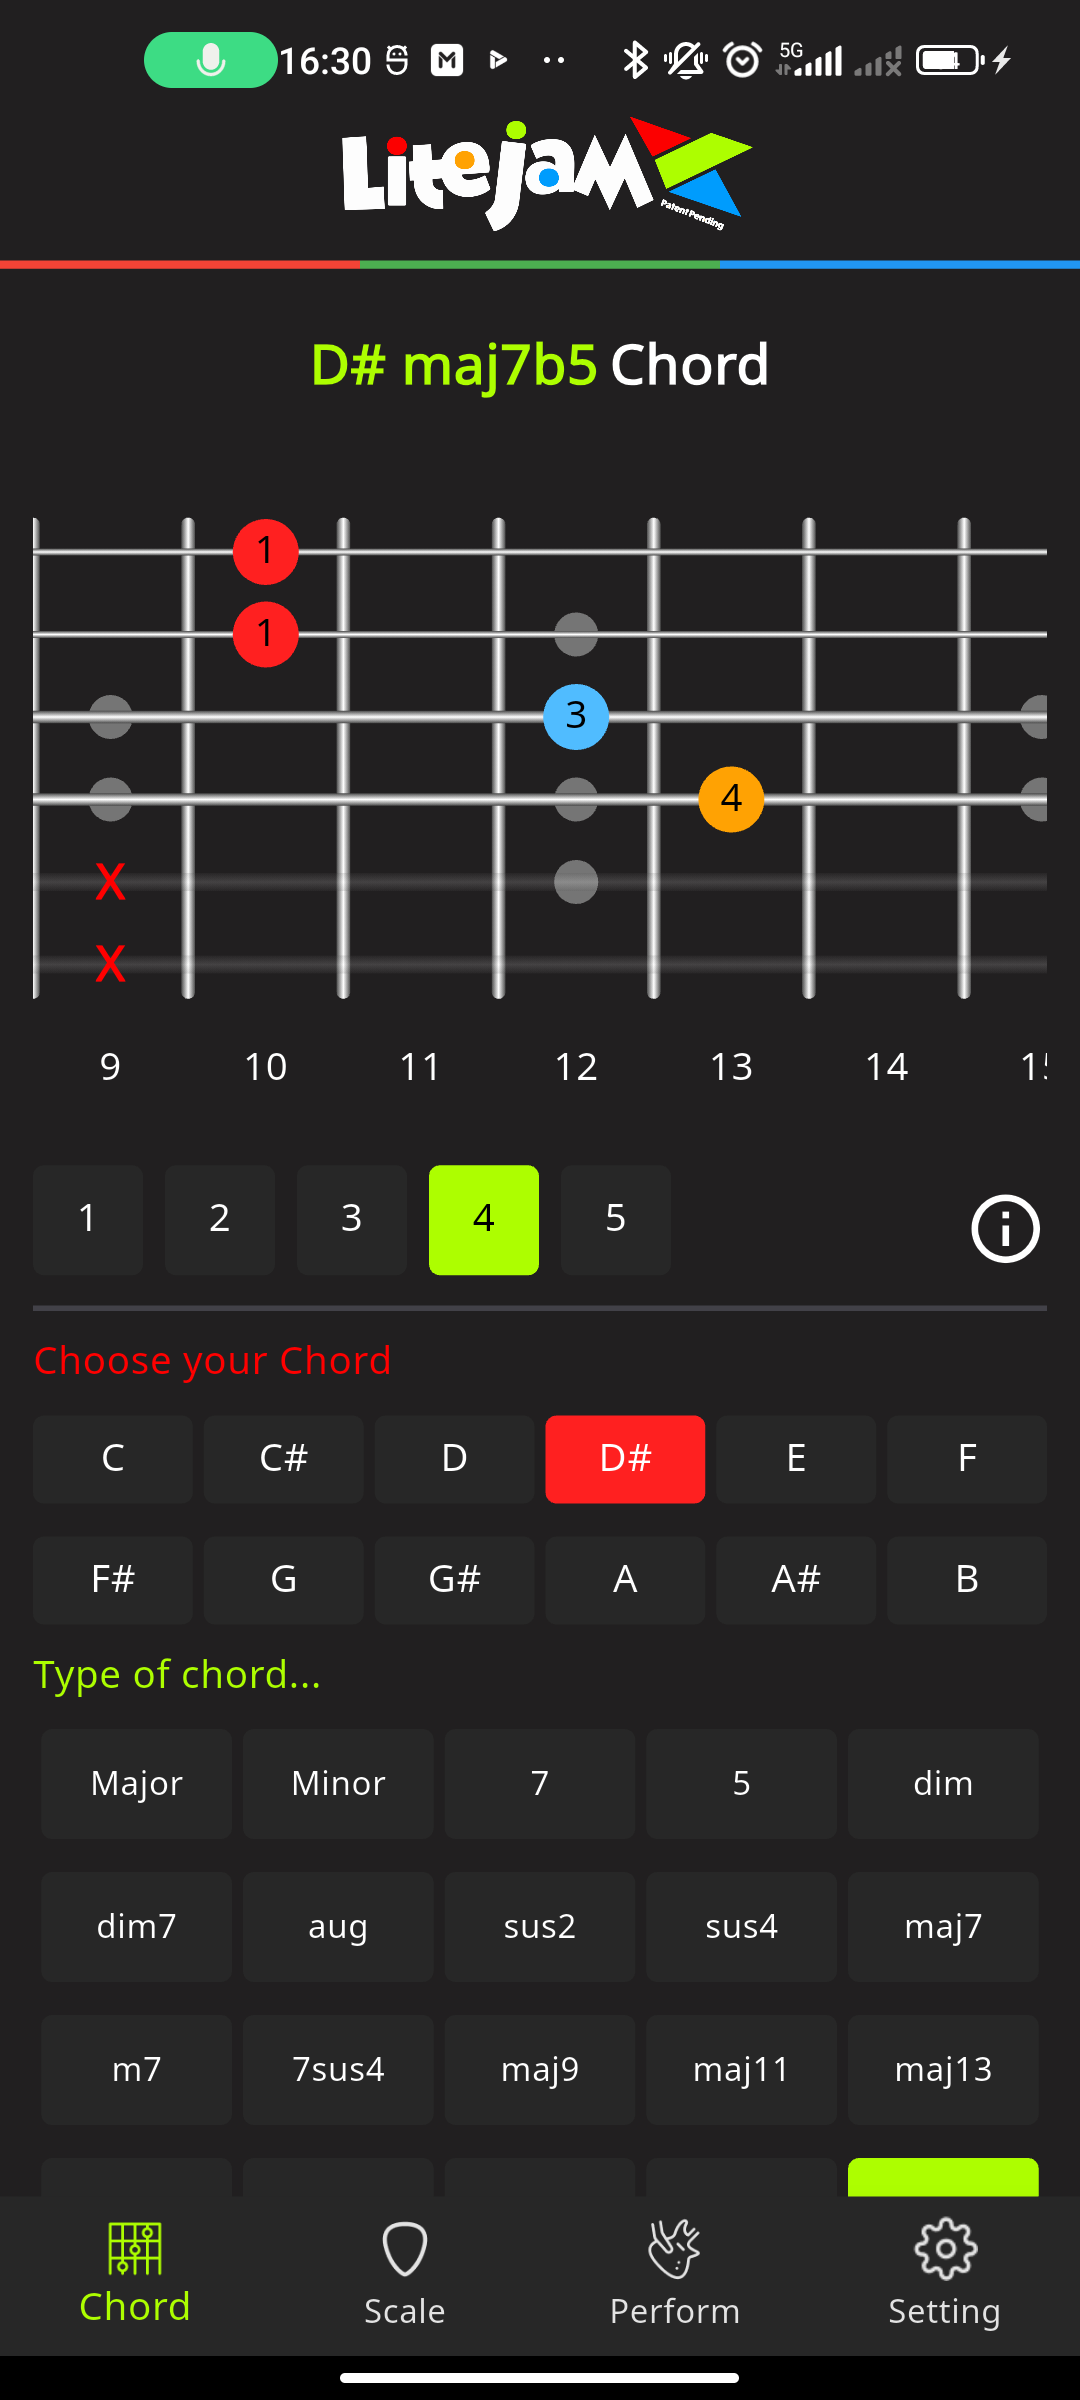 16:30 5G
LiteJam
Patent Pending
D# maj7b5 Chord
1
1
3
4
X
X
9 10 11 12 13 14
1 2 3 4 5
Choose your Chord
C C# D D# E F
F# G G# A A# B
Type of chord...
Major Minor 7 5 dim
dim7 aug sus2 sus4 maj7
m7 7sus4 maj9 maj11 maj13
Chord Scale Perform Setting